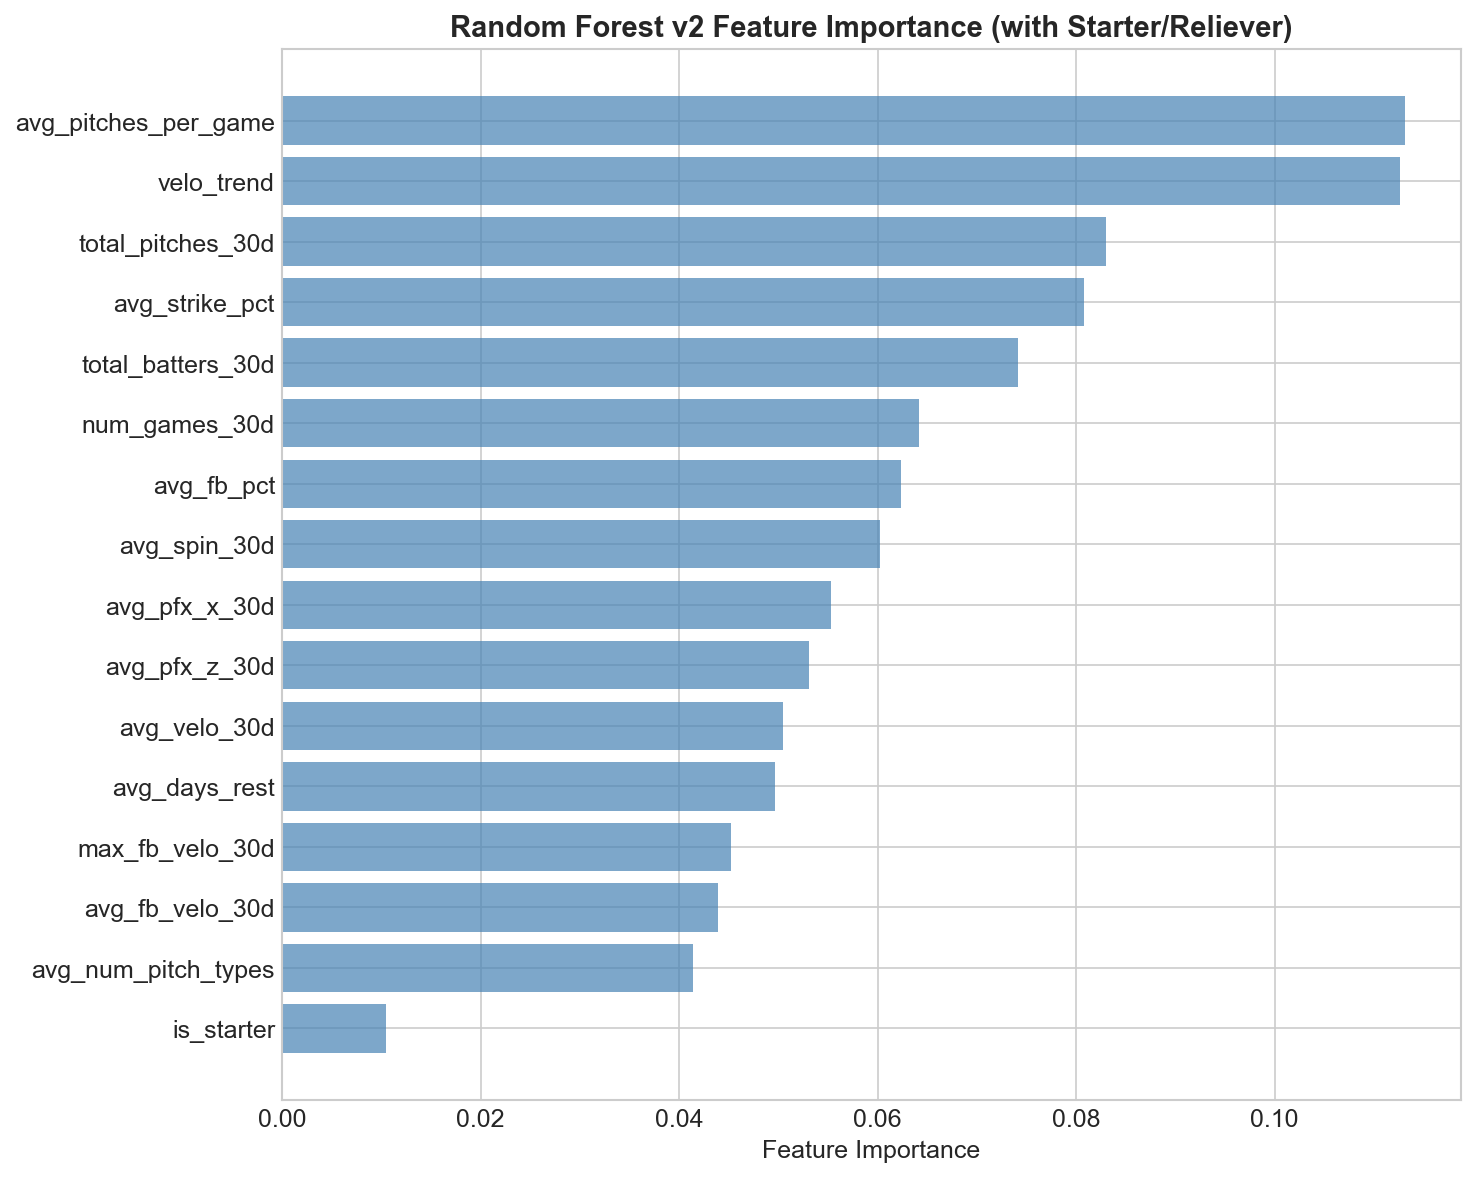 Random Forest v2 Feature Importance (with Starter/Reliever)
avg_pitches_per_game
velo_trend
total_pitches_30d
avg_strike_pct
total_batters_30d
num_games_30d
avg_fb_pct
avg_spin_30d
avg_pfx_x_30d
avg_pfx_z_30d
avg_velo_30d
avg_days_rest
max_fb_velo_30d
avg_fb_velo_30d
avg_num_pitch_types
is_starter
0.00 0.02 0.04 0.06 0.08 0.10
Feature Importance